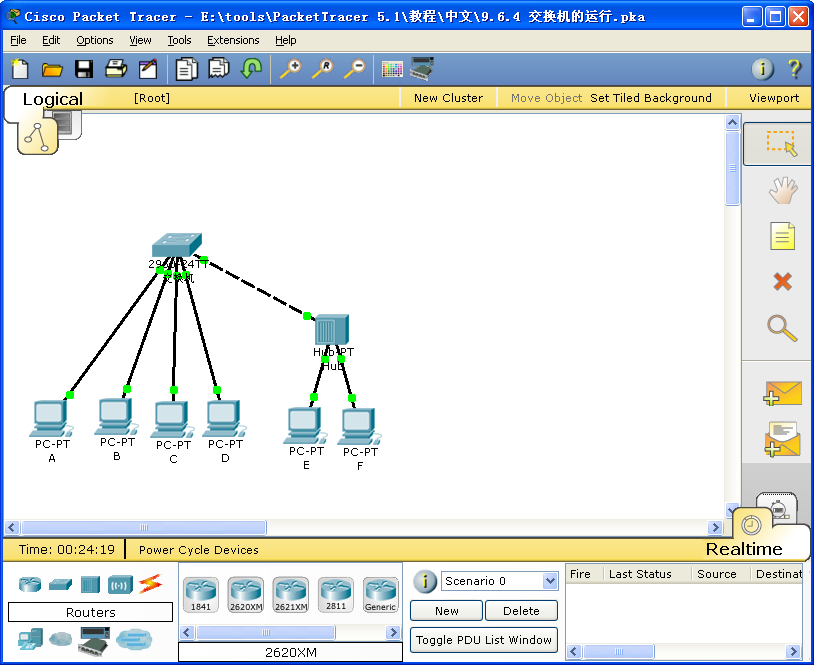 Cisco Packet Tracer - E:\tools\PacketTracer 5.1\教程\中文\9.6.4 交换机的运行.pka
File Edit Options View Tools Extensions Help
Logical [Root] New Cluster Move Object Set Tiled Background Viewport
2960-24TT
交换机
Hub-PT
Hub
PC-PT
A
PC-PT
B
PC-PT
C
PC-PT
D
PC-PT
E
PC-PT
F
Time: 00:24:19 Power Cycle Devices Realtime
Routers
1841 2620XM 2621XM 2811 Generic
2620XM
Scenario 0
New Delete
Toggle PDU List Window
Fire Last Status Source Destinat